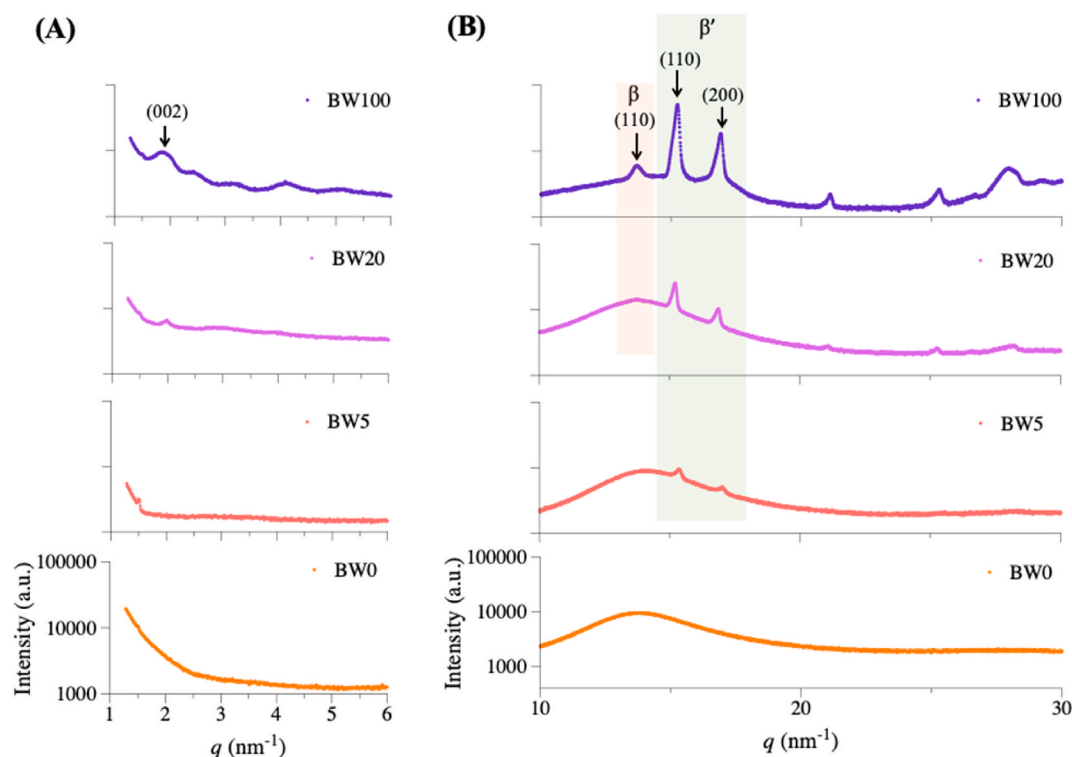 (A)
(B)
β′
(110)
(002)
BW100
β
(110)
(200)
BW100
BW20
BW20
BW5
BW5
100000
BW0
100000
BW0
Intensity (a.u.)
10000
Intensity (a.u.)
10000
1000
1000
1 2 3 4 5 6
10 20 30
q (nm⁻¹)
q (nm⁻¹)